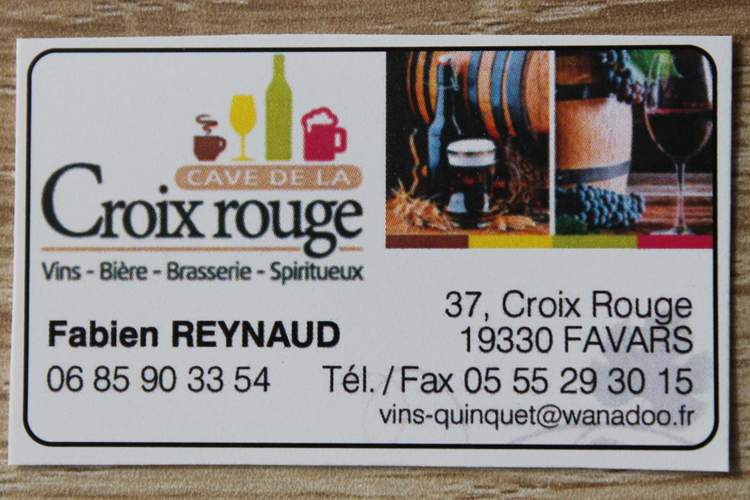 CAVE DE LA
Croix rouge
Vins - Bière - Brasserie - Spiritueux
Fabien REYNAUD
06 85 90 33 54
37, Croix Rouge
19330 FAVARS
Tél. / Fax 05 55 29 30 15
vins-quinquet@wanadoo.fr